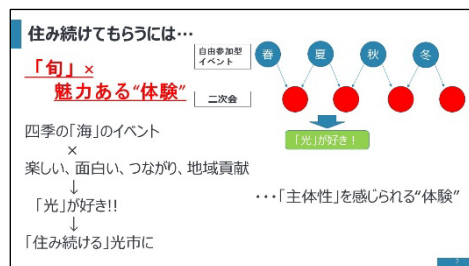 住み続けてもらうには…
「旬」×
魅力ある“体験”
自由参加型
イベント
春
夏
秋
冬
二次会
「光」が好き！
四季の「海」のイベント
×
楽しい、面白い、つながり、地域貢献
↓
「光」が好き!!
↓
「住み続ける」光市に
・・・「主体性」を感じられる“体験”